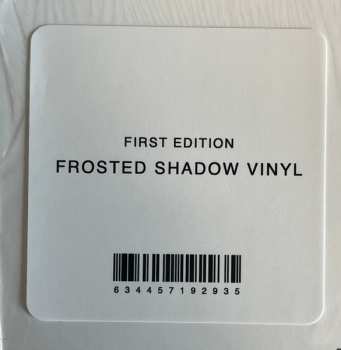 FIRST EDITION
FROSTED SHADOW VINYL
634457192935